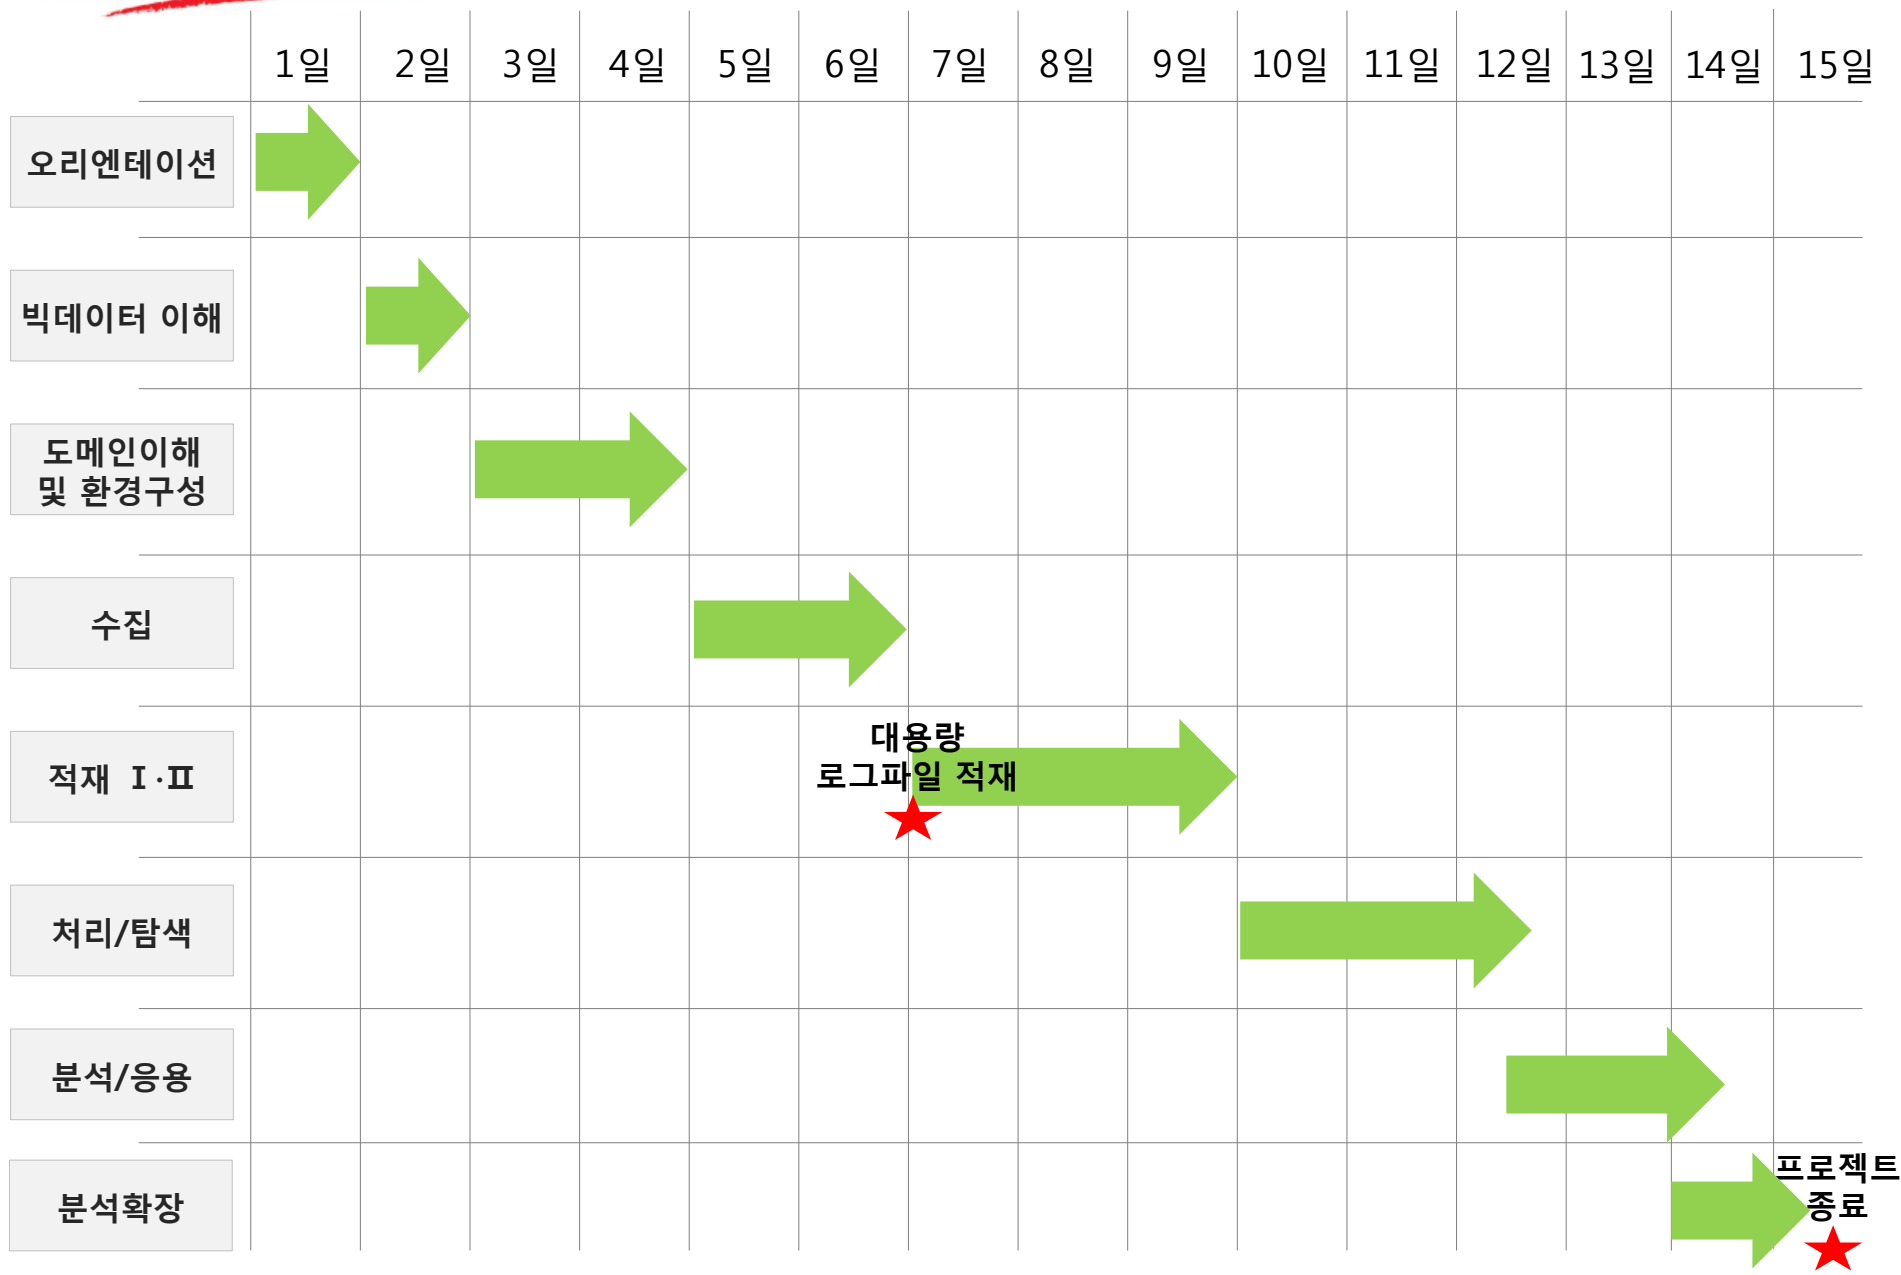 1일 2일 3일 4일 5일 6일 7일 8일 9일 10일 11일 12일 13일 14일 15일
오리엔테이션
빅데이터 이해
도메인이해
및 환경구성
수집
대용량
로그파일 적재
적재 Ⅰ·Ⅱ
처리/탐색
분석/응용
분석확장
프로젝트
종료